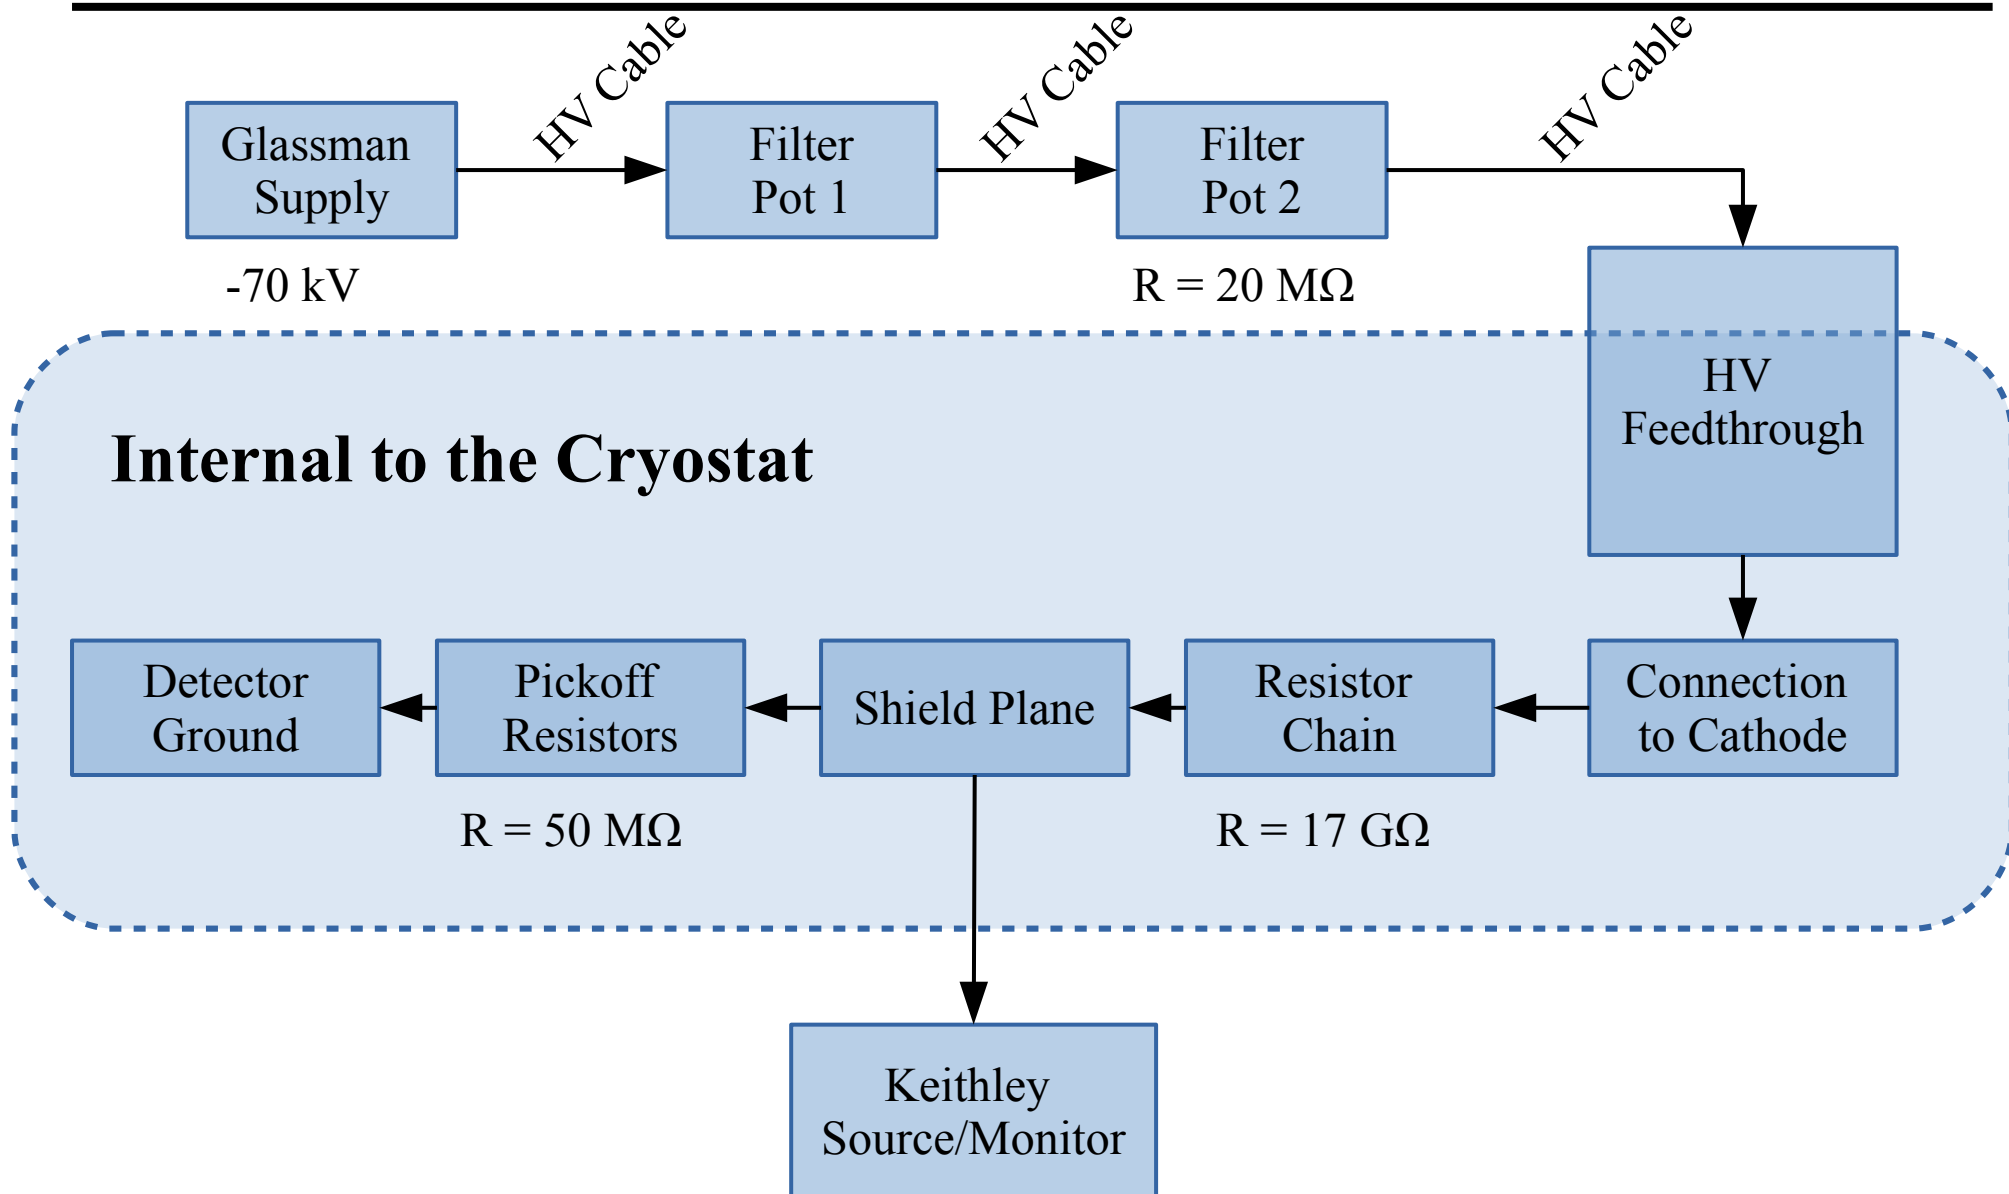 HV Cable
HV Cable
HV Cable
Glassman
Supply
Filter
Pot 1
Filter
Pot 2
-70 kV
R = 20 MΩ
HV
Feedthrough
Internal to the Cryostat
Detector
Ground
Pickoff
Resistors
Shield Plane
Resistor
Chain
Connection
to Cathode
R = 50 MΩ
R = 17 GΩ
Keithley
Source/Monitor